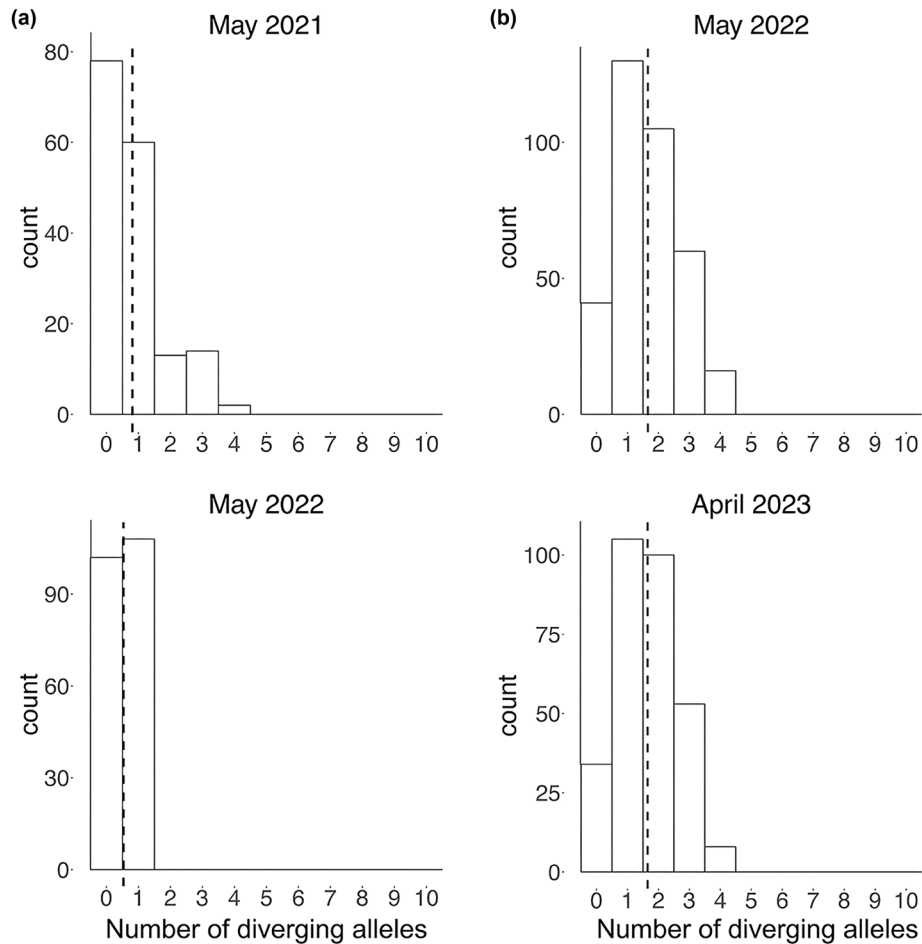 (a)
May 2021
80
60
40
20
0
count
0 1 2 3 4 5 6 7 8 9 10
(b)
May 2022
100
50
0
count
0 1 2 3 4 5 6 7 8 9 10
May 2022
90
60
30
0
count
0 1 2 3 4 5 6 7 8 9 10
Number of diverging alleles
April 2023
100
75
50
25
0
count
0 1 2 3 4 5 6 7 8 9 10
Number of diverging alleles